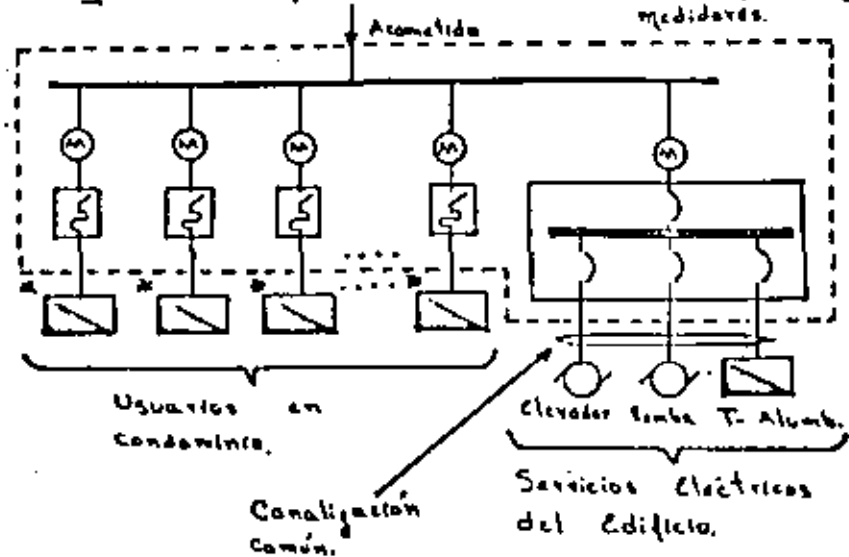 medidores.
Acometida
M M M M M
Usuarios en
condominio.
Elevador Bomba T- Alumb.
Servicios Eléctricos
del Edificio.
Canalización
Común.